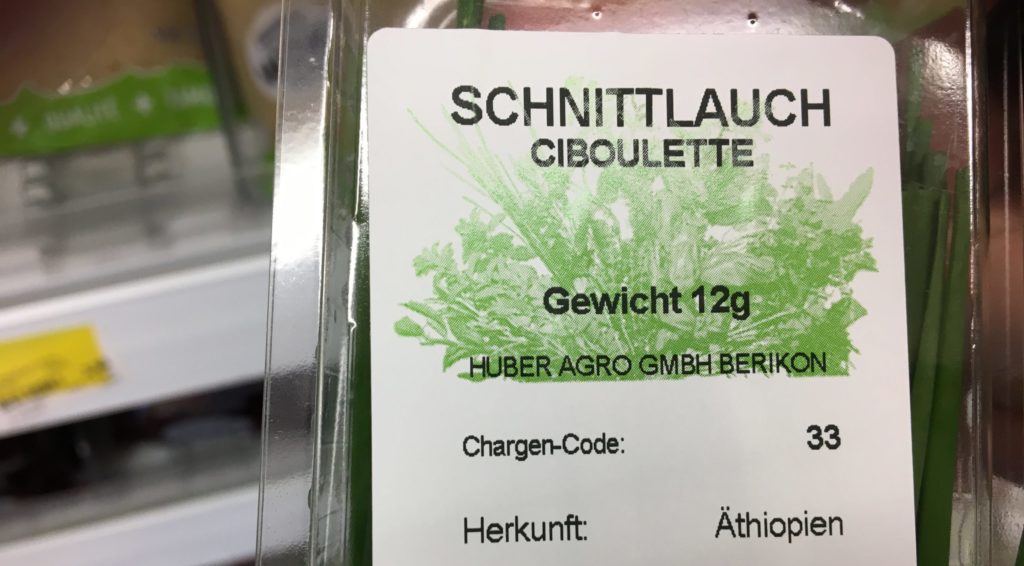 SCHNITTLAUCH
CIBOULETTE
Gewicht 12g
HUBER AGRO GMBH BERIKON
Chargen-Code: 33
Herkunft: Äthiopien